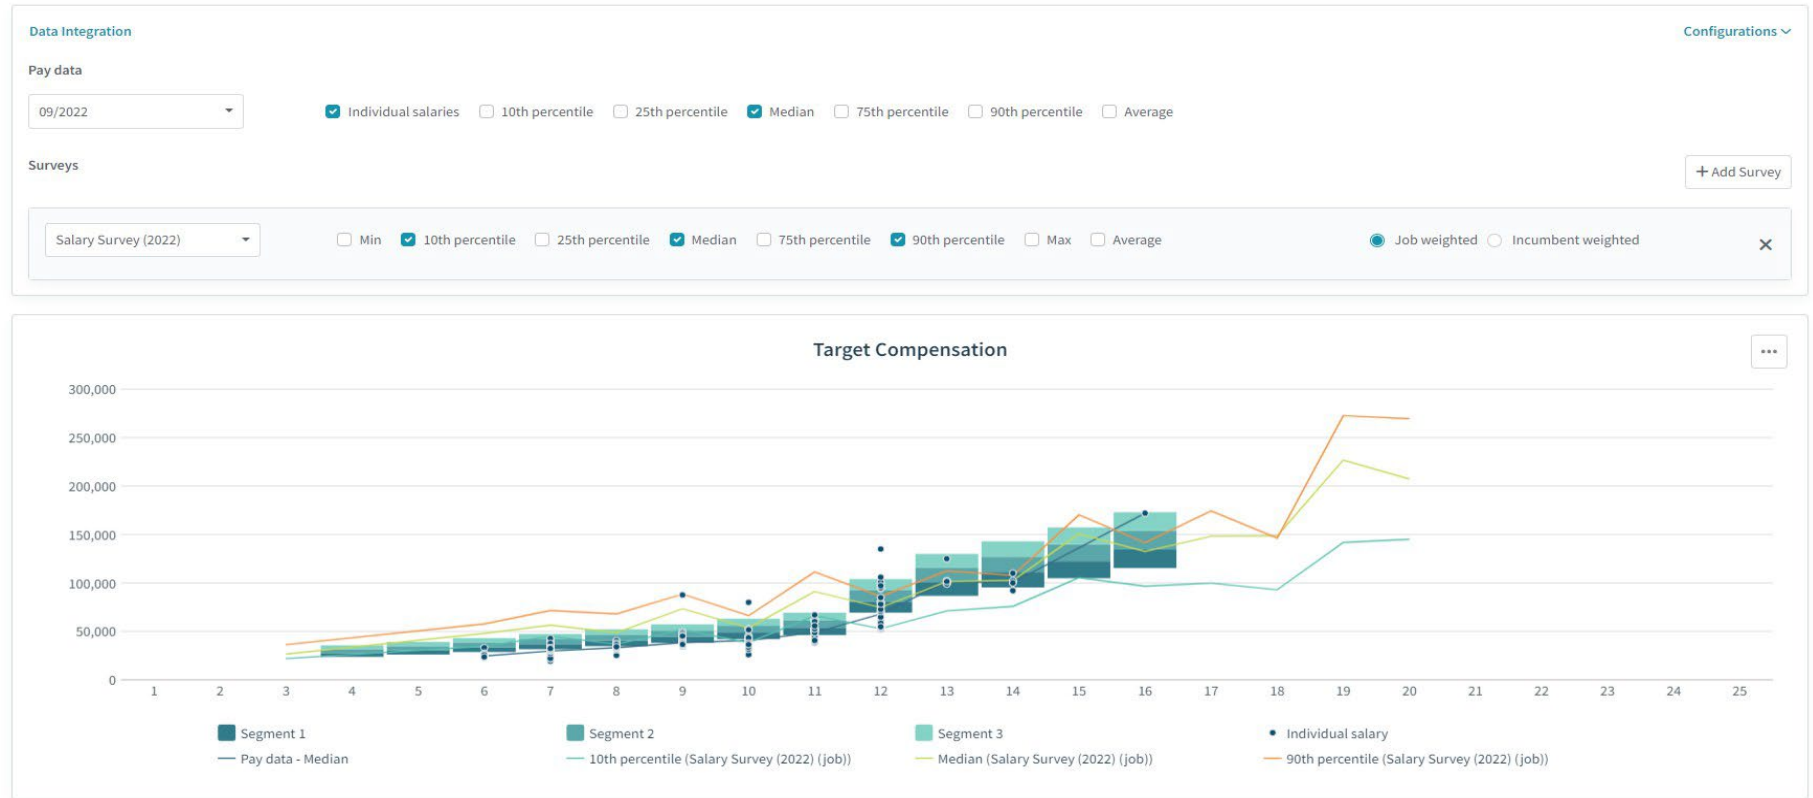 Data Integration
Configurations
Pay data
09/2022
Individual salaries 10th percentile 25th percentile Median 75th percentile 90th percentile Average
Surveys
+ Add Survey
Salary Survey (2022)
Min 10th percentile 25th percentile Median 75th percentile 90th percentile Max Average
Job weighted Incumbent weighted
Target Compensation
300,000
250,000
200,000
150,000
100,000
50,000
0
1 2 3 4 5 6 7 8 9 10 11 12 13 14 15 16 17 18 19 20 21 22 23 24 25
Segment 1 Segment 2 Segment 3 Individual salary
Pay data - Median 10th percentile (Salary Survey (2022) (job)) Median (Salary Survey (2022) (job)) 90th percentile (Salary Survey (2022) (job))